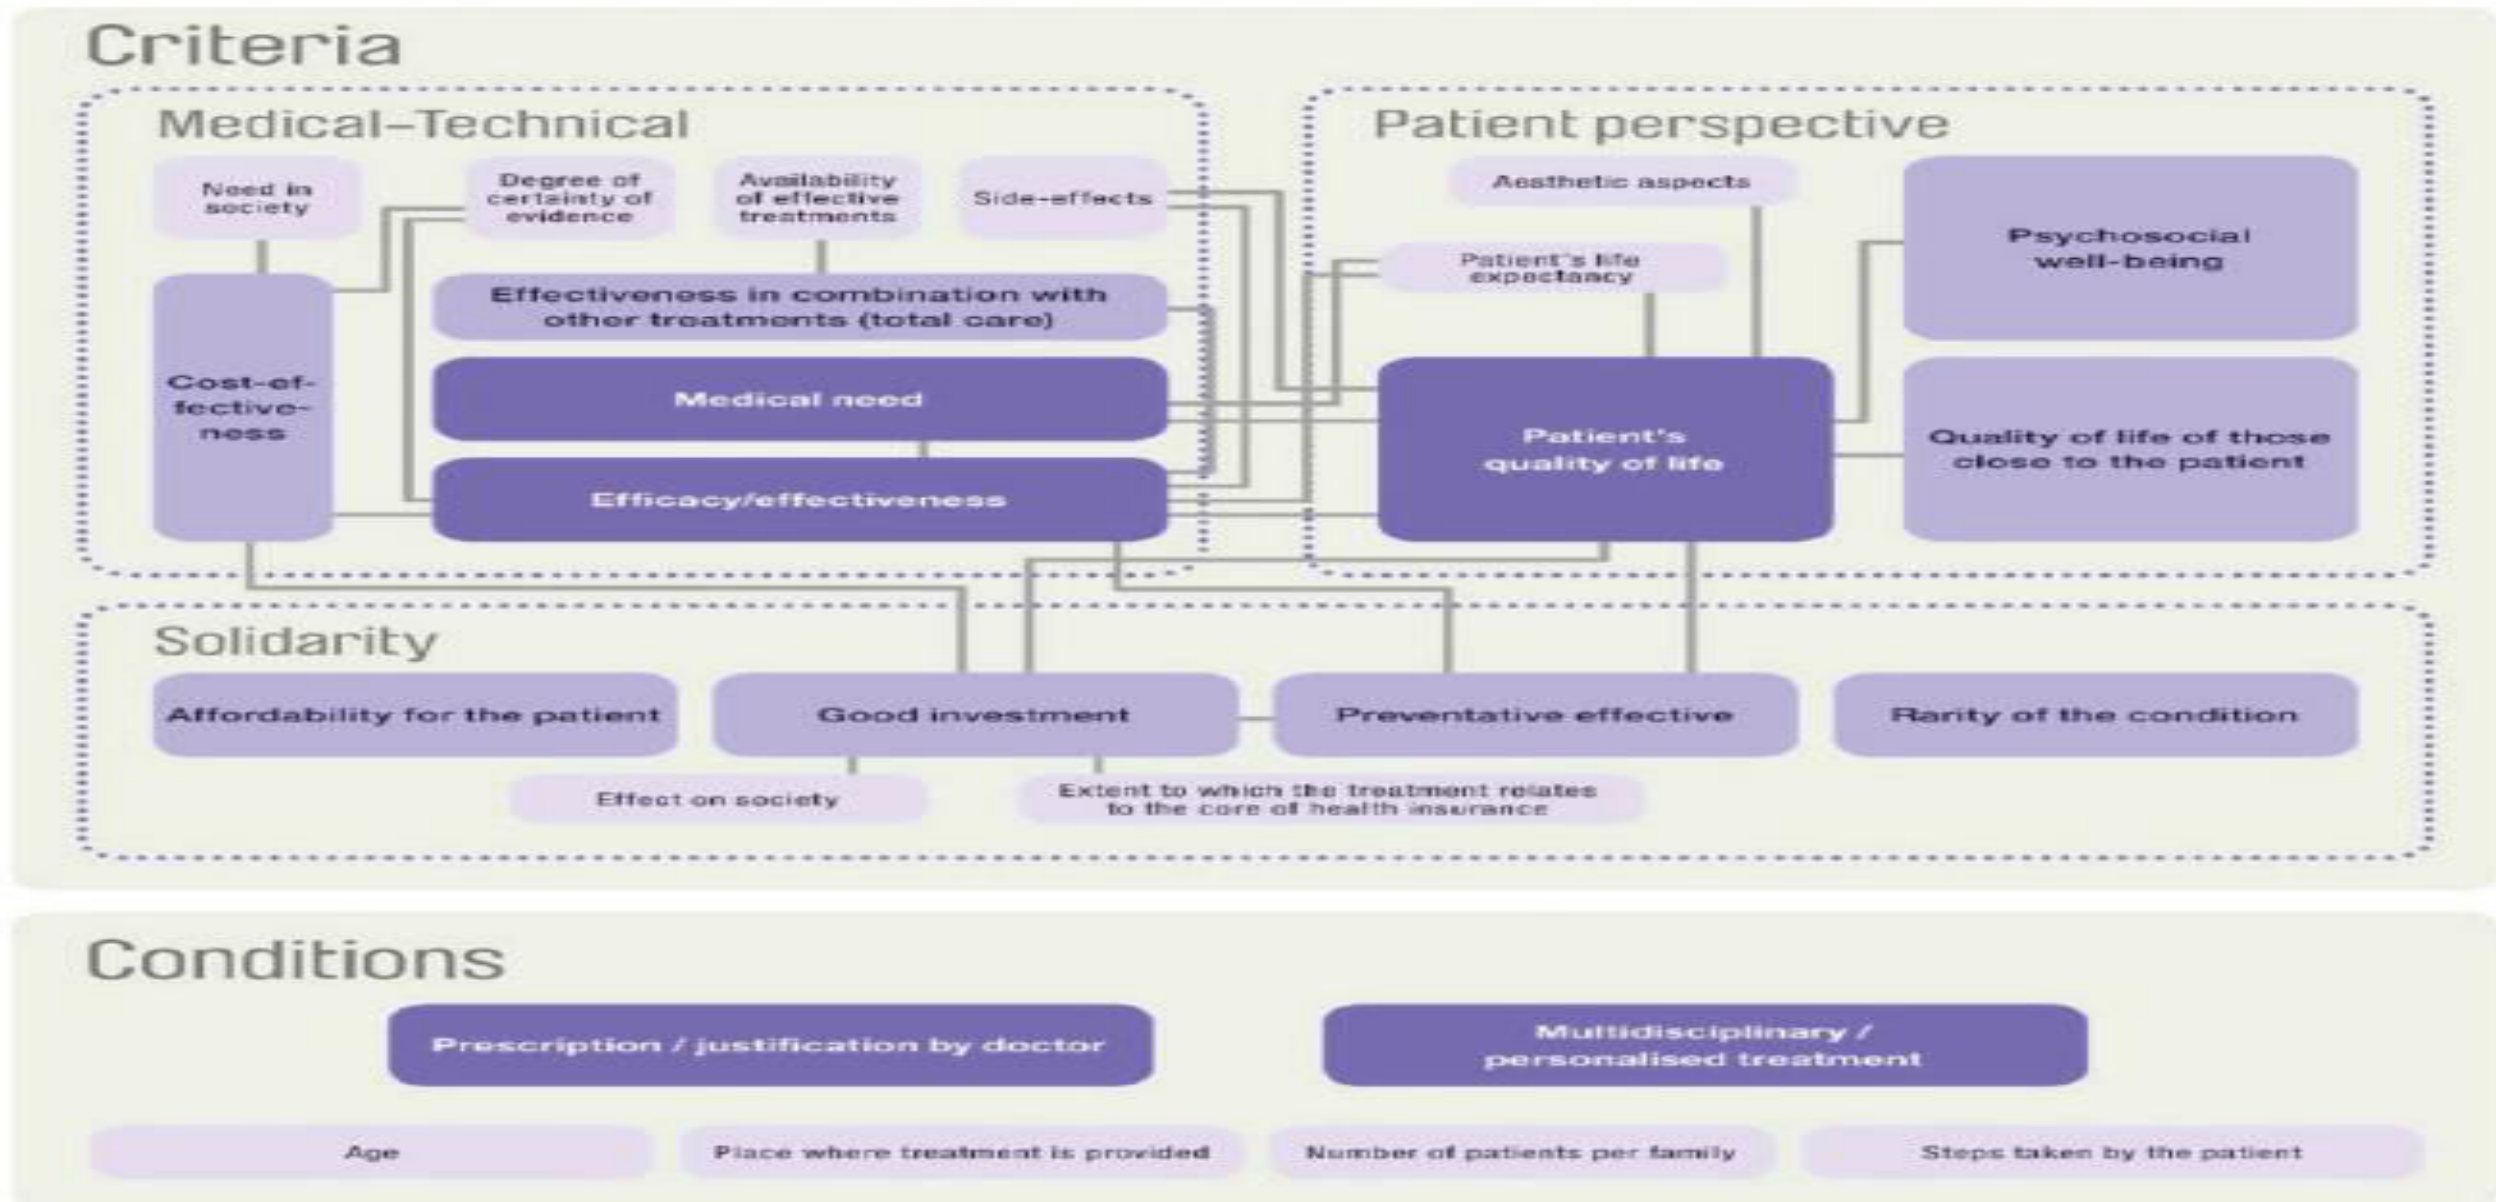 Criteria
Medical–Technical
Need in
society
Degree of
certainty of
evidence
Availability
of effective
treatments
Side-effects
Effectiveness in combination with
other treatments (total care)
Cost-ef-
fective-
ness
Medical need
Efficacy/effectiveness
Patient perspective
Aesthetic aspects
Patient's life
expectancy
Patient's
quality of life
Psychosocial
well-being
Quality of life of those
close to the patient
Solidarity
Affordability for the patient
Good investment
Preventative effective
Rarity of the condition
Effect on society
Extent to which the treatment relates
to the core of health insurance
Conditions
Prescription / justification by doctor
Multidisciplinary /
personalised treatment
Age
Place where treatment is provided
Number of patients per family
Steps taken by the patient